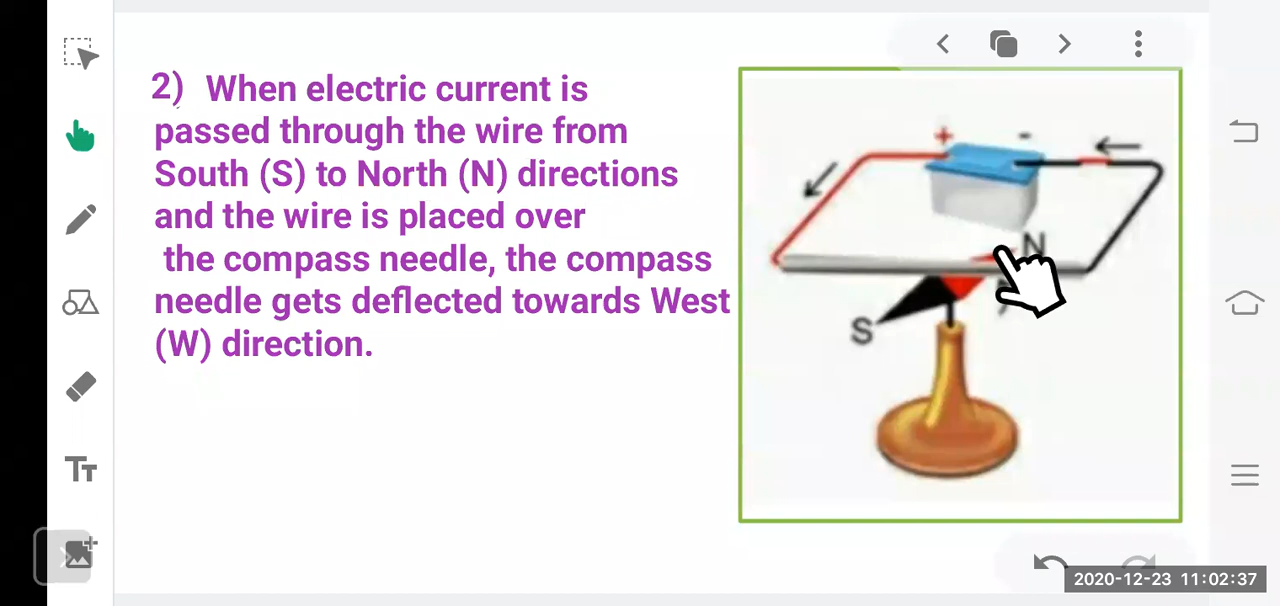 2) When electric current is
passed through the wire from
South (S) to North (N) directions
and the wire is placed over
the compass needle, the compass
needle gets deflected towards West
(W) direction.
+ -
N
S
TT
2020-12-23 11:02:37